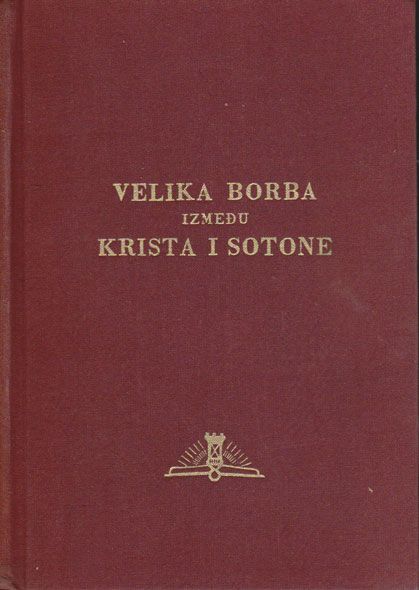 VELIKA BORBA
IZMEĐU
KRISTA I SOTONE